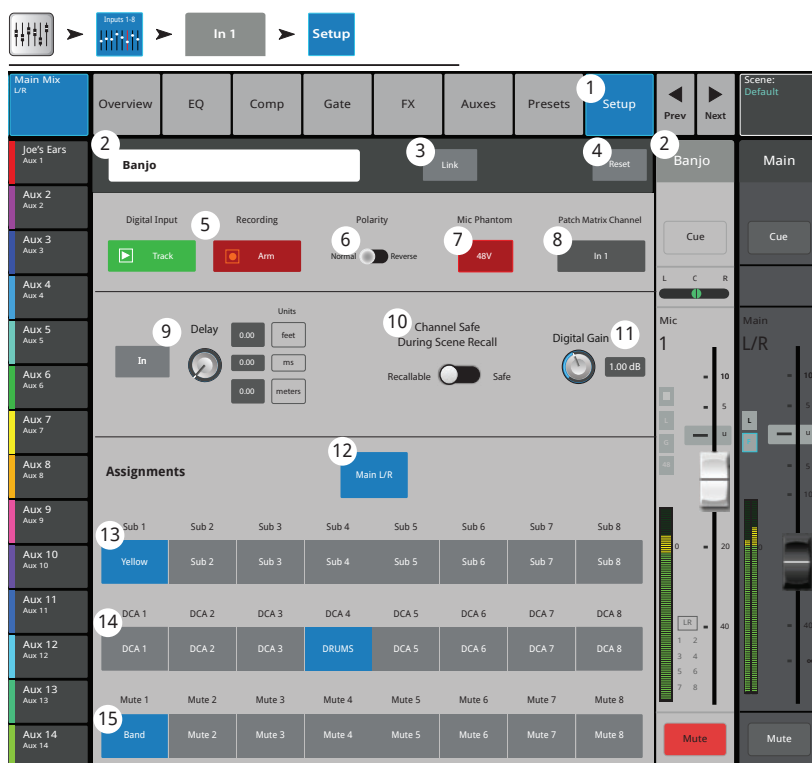 Inputs 1-8
In 1
Setup
Main Mix
L/R
Overview
EQ
Comp
Gate
FX
Auxes
Presets
1
Setup
Prev
Next
Scene:
Default
Joe's Ears
Aux 1
Aux 2
Aux 2
Aux 3
Aux 3
Aux 4
Aux 4
Aux 5
Aux 5
Aux 6
Aux 6
Aux 7
Aux 7
Aux 8
Aux 8
Aux 9
Aux 9
Aux 10
Aux 10
Aux 11
Aux 11
Aux 12
Aux 12
Aux 13
Aux 13
Aux 14
Aux 14
2
Banjo
3
Link
4
Reset
Digital Input
5
Recording
Polarity
Mic Phantom
Patch Matrix Channel
Track
Arm
6
Normal
Reverse
7
48V
8
In 1
9
In
Delay
Units
0.00 feet
0.00 ms
0.00 meters
10
Channel Safe
During Scene Recall
Recallable
Safe
Digital Gain
11
1.00 dB
Assignments
12
Main L/R
13
Sub 1 Sub 2 Sub 3 Sub 4 Sub 5 Sub 6 Sub 7 Sub 8
Yellow Sub 2 Sub 3 Sub 4 Sub 5 Sub 6 Sub 7 Sub 8
14
DCA 1 DCA 2 DCA 3 DCA 4 DCA 5 DCA 6 DCA 7 DCA 8
DCA 1 DCA 2 DCA 3 DRUMS DCA 5 DCA 6 DCA 7 DCA 8
15
Mute 1 Mute 2 Mute 3 Mute 4 Mute 5 Mute 6 Mute 7 Mute 8
Band Mute 2 Mute 3 Mute 4 Mute 5 Mute 6 Mute 7 Mute 8
2
Banjo
Cue
L C R
Mic
1
10
5
L
U
G
48
0
20
LR
40
1 2
3 4
5 6
7 8
Mute
Main
Cue
Main
L/R
10
5
L
U
5
10
0
20
40
Mute